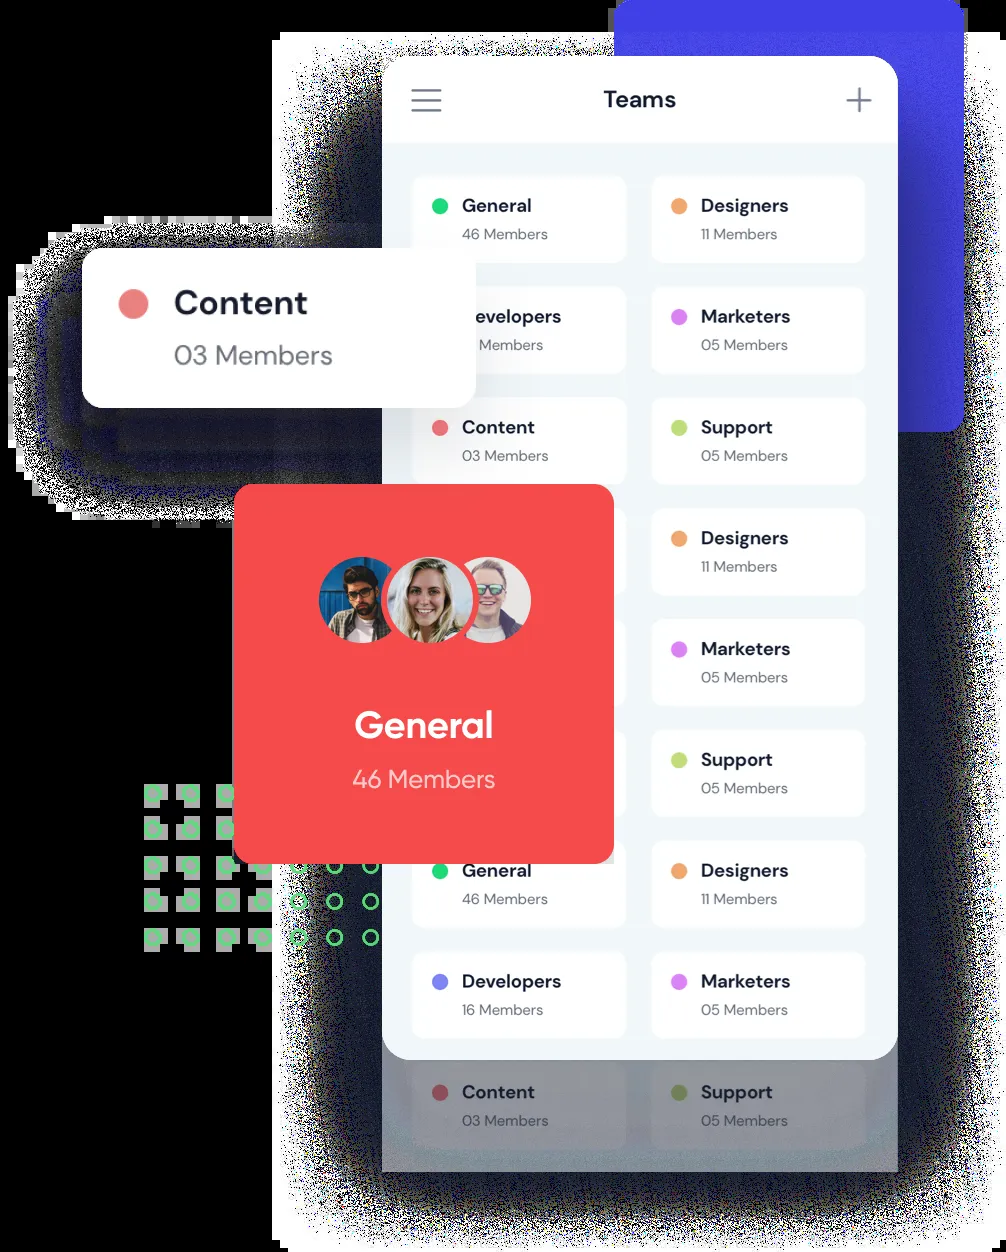 Teams
General
46 Members
Designers
11 Members
Content
03 Members
evelopers
Members
Marketers
05 Members
Content
03 Members
Support
05 Members
Designers
11 Members
General
46 Members
Marketers
05 Members
Support
05 Members
General
46 Members
Designers
11 Members
Developers
16 Members
Marketers
05 Members
Content
03 Members
Support
05 Members